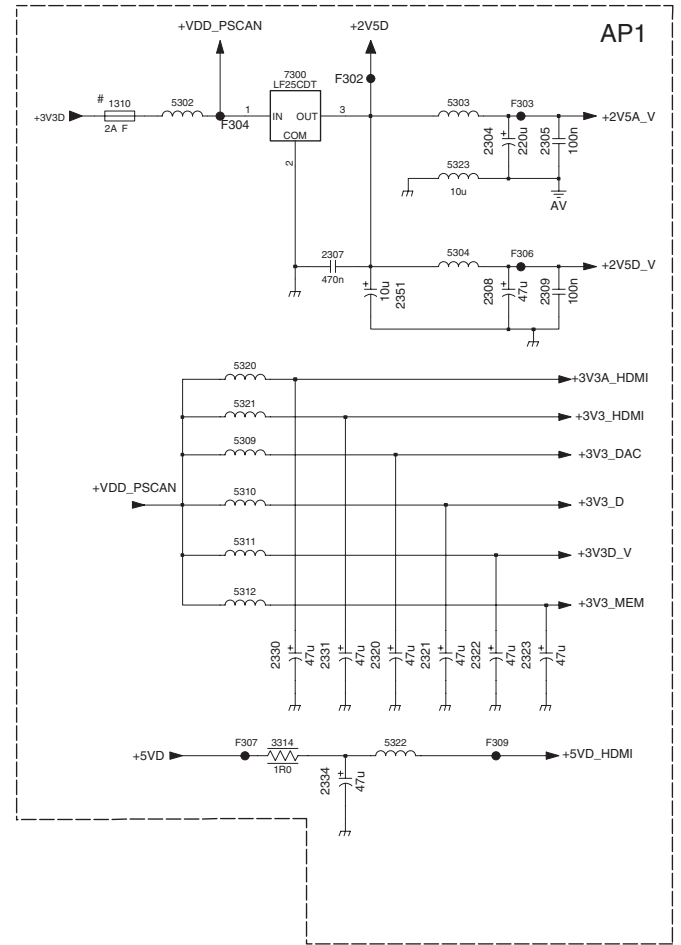 AP1
+VDD_PSCAN
+2V5D
7300
LF25CDT
F302
# 1310
5302
+3V3D
2A F
F304
1
IN
OUT
3
COM
2
5303
F303
+2V5A_V
2304
+
220u
2305
100n
5323
10u
AV
2307
470n
5304
F306
+2V5D_V
+
10u
2351
2308
+
47u
2309
100n
5320
+3V3A_HDMI
5321
+3V3_HDMI
5309
+3V3_DAC
+VDD_PSCAN
5310
+3V3_D
5311
+3V3D_V
5312
+3V3_MEM
2330
+
47u
2331
+
47u
2320
+
47u
2321
+
47u
2322
+
47u
2323
+
47u
+5VD
F307
3314
1R0
5322
F309
+5VD_HDMI
2334
+
47u